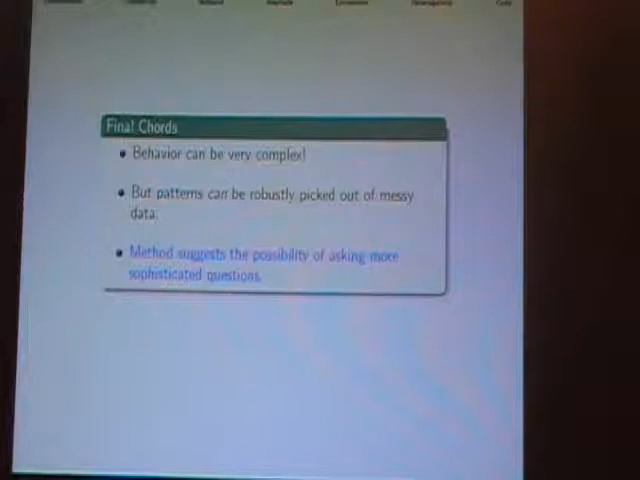 Final Chords
Behavior can be very complex!
But patterns can be robustly picked out of messy
data.
Method suggests the possibility of asking more
sophisticated questions.